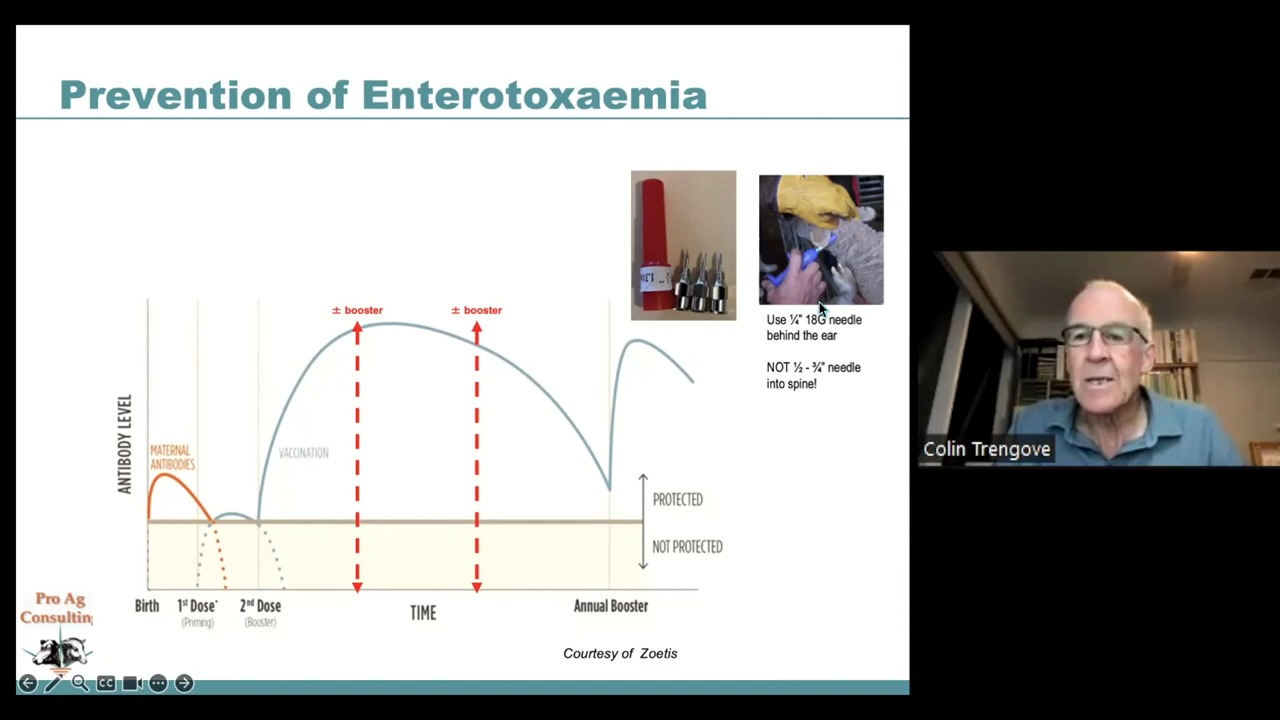 Prevention of Enterotoxaemia
± booster
± booster
Use ¼" 18G needle
behind the ear
NOT ½ - ¾" needle
into spine!
ANTIBODY LEVEL
MATERNAL
ANTIBODIES
VACCINATION
PROTECTED
NOT PROTECTED
Birth
1st Dose*
(Priming)
2nd Dose
(Booster)
TIME
Annual Booster
Courtesy of Zoetis
Pro Ag
Consulting
CC
Colin Trengove